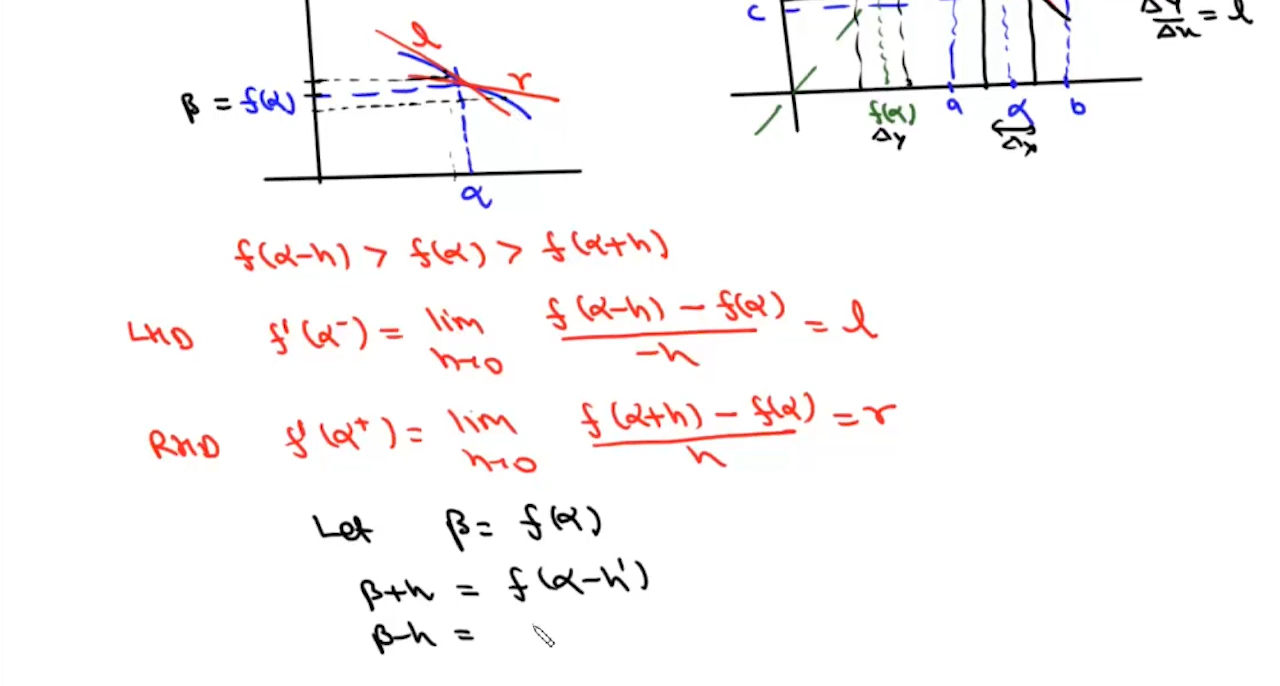 l
r
β = f(α)
α
c
Δy/Δx = l
f(α) a α b
Δy Δx
f(α-h) > f(α) > f(α+h)
LHD f'(α⁻) = lim h→0 f(α-h) - f(α) / -h = l
RHD f'(α⁺) = lim h→0 f(α+h) - f(α) / h = r
Let β = f(α)
β+h = f(α-h')
β-h =